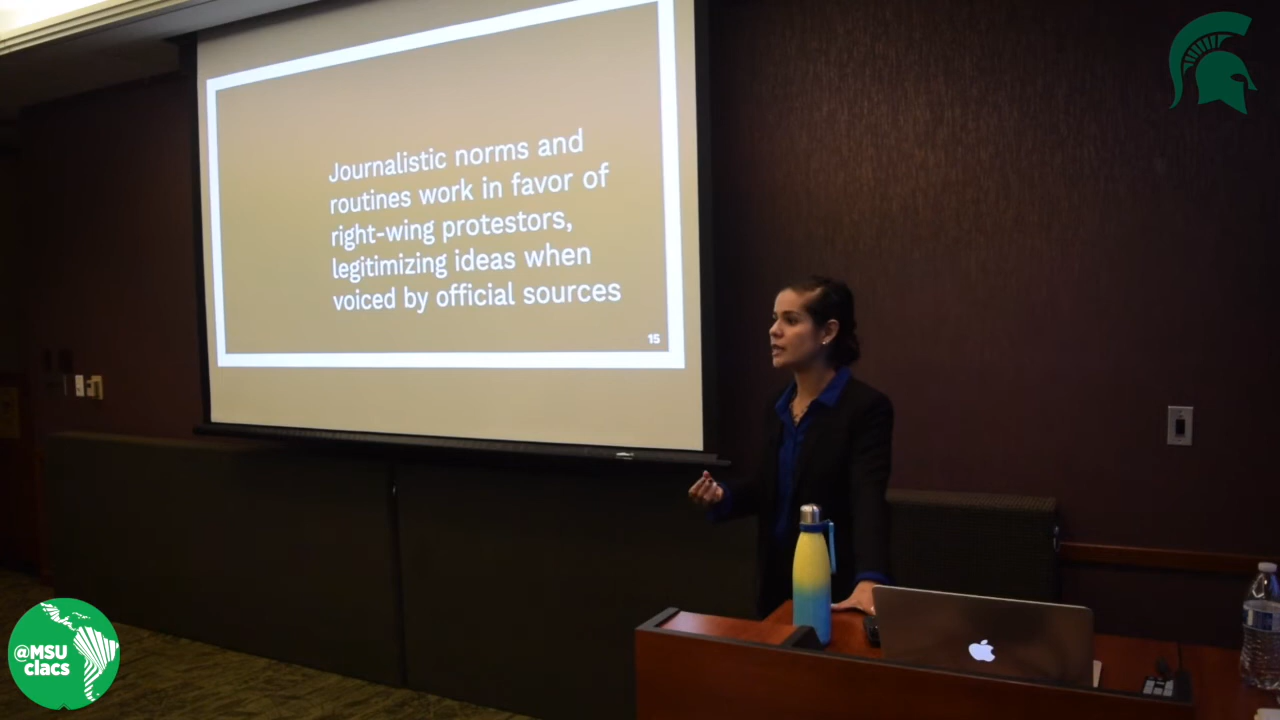 Journalistic norms and
routines work in favor of
right-wing protestors,
legitimizing ideas when
voiced by official sources
15
@MSU
clacs